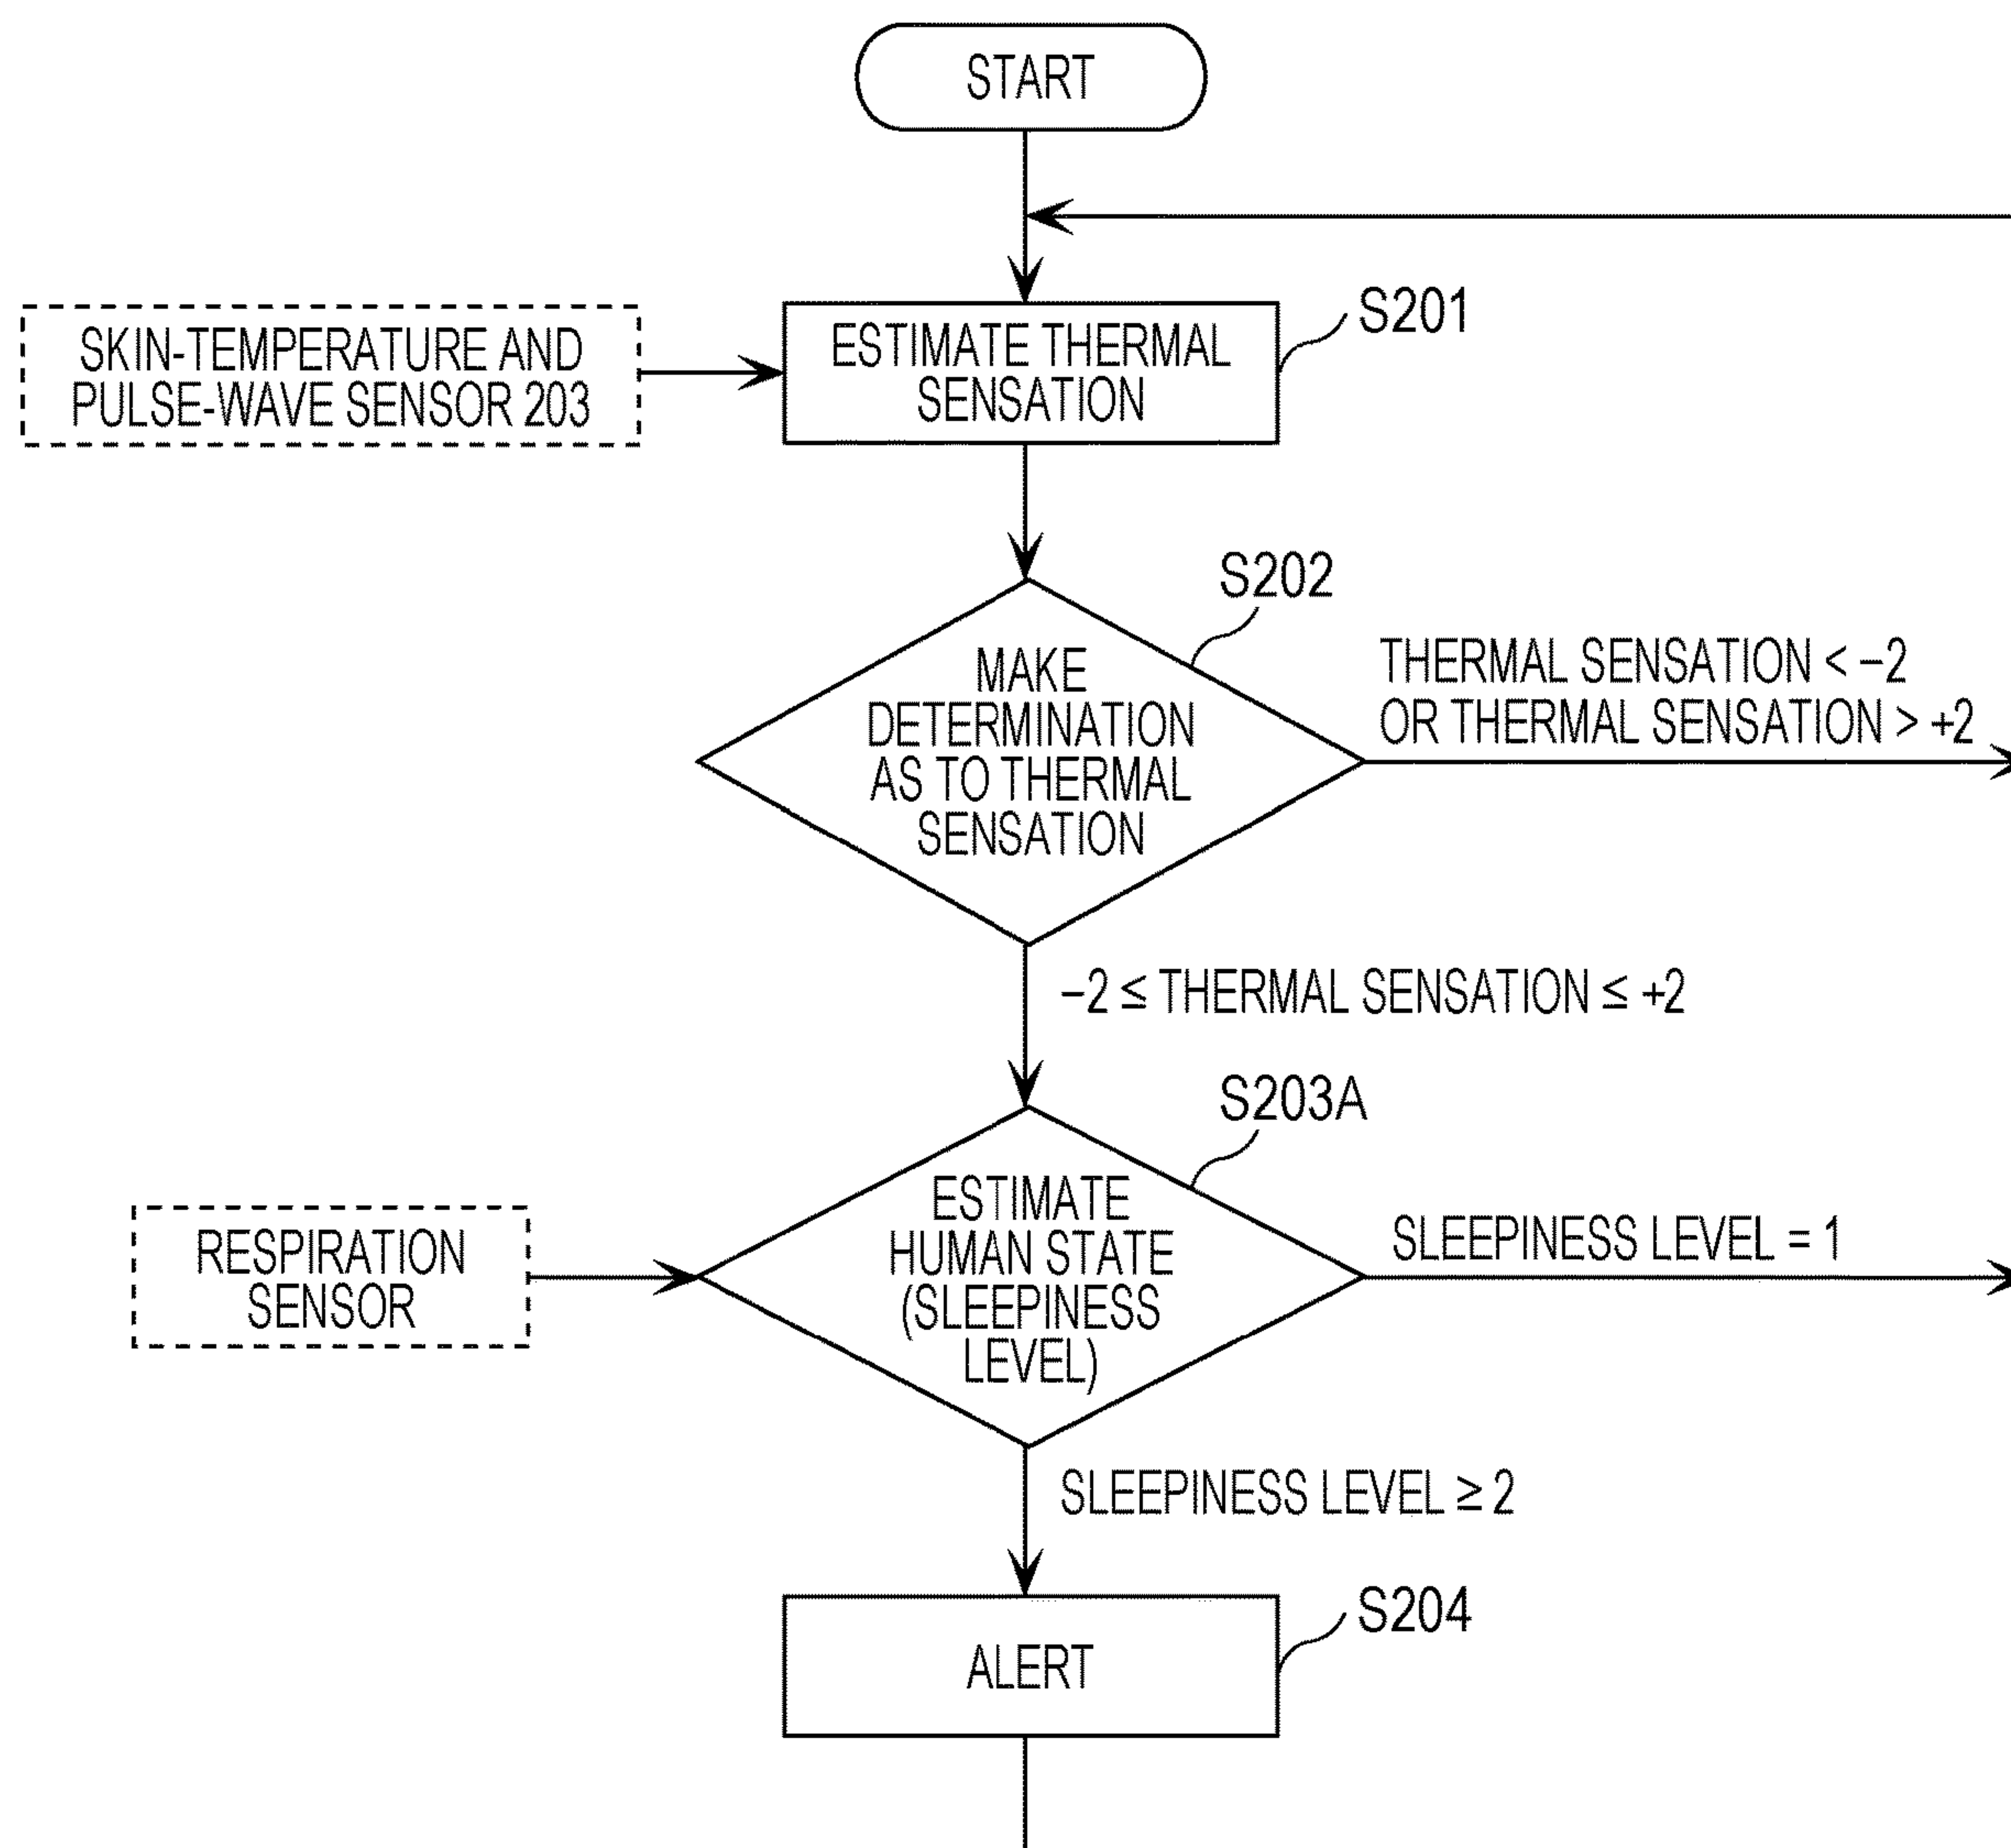 START
S201
SKIN-TEMPERATURE AND
PULSE-WAVE SENSOR 203
ESTIMATE THERMAL
SENSATION
S202
MAKE
DETERMINATION
AS TO THERMAL
SENSATION
THERMAL SENSATION < –2
OR THERMAL SENSATION > +2
–2 ≤ THERMAL SENSATION ≤ +2
S203A
RESPIRATION
SENSOR
ESTIMATE
HUMAN STATE
(SLEEPINESS
LEVEL)
SLEEPINESS LEVEL = 1
SLEEPINESS LEVEL ≥ 2
S204
ALERT